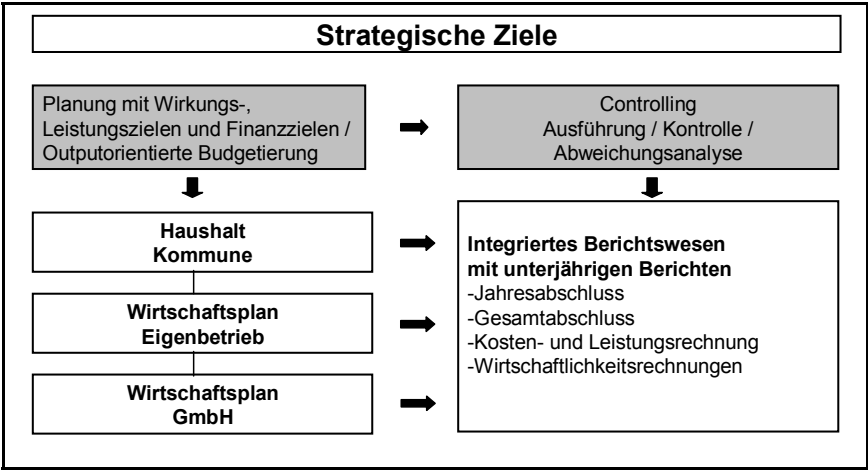 Strategische Ziele
Planung mit Wirkungs-,
Leistungszielen und Finanzzielen /
Outputorientierte Budgetierung
Controlling
Ausführung / Kontrolle /
Abweichungsanalyse
Haushalt
Kommune
Wirtschaftsplan
Eigenbetrieb
Wirtschaftsplan
GmbH
Integriertes Berichtswesen
mit unterjährigen Berichten
-Jahresabschluss
-Gesamtabschluss
-Kosten- und Leistungsrechnung
-Wirtschaftlichkeitsrechnungen